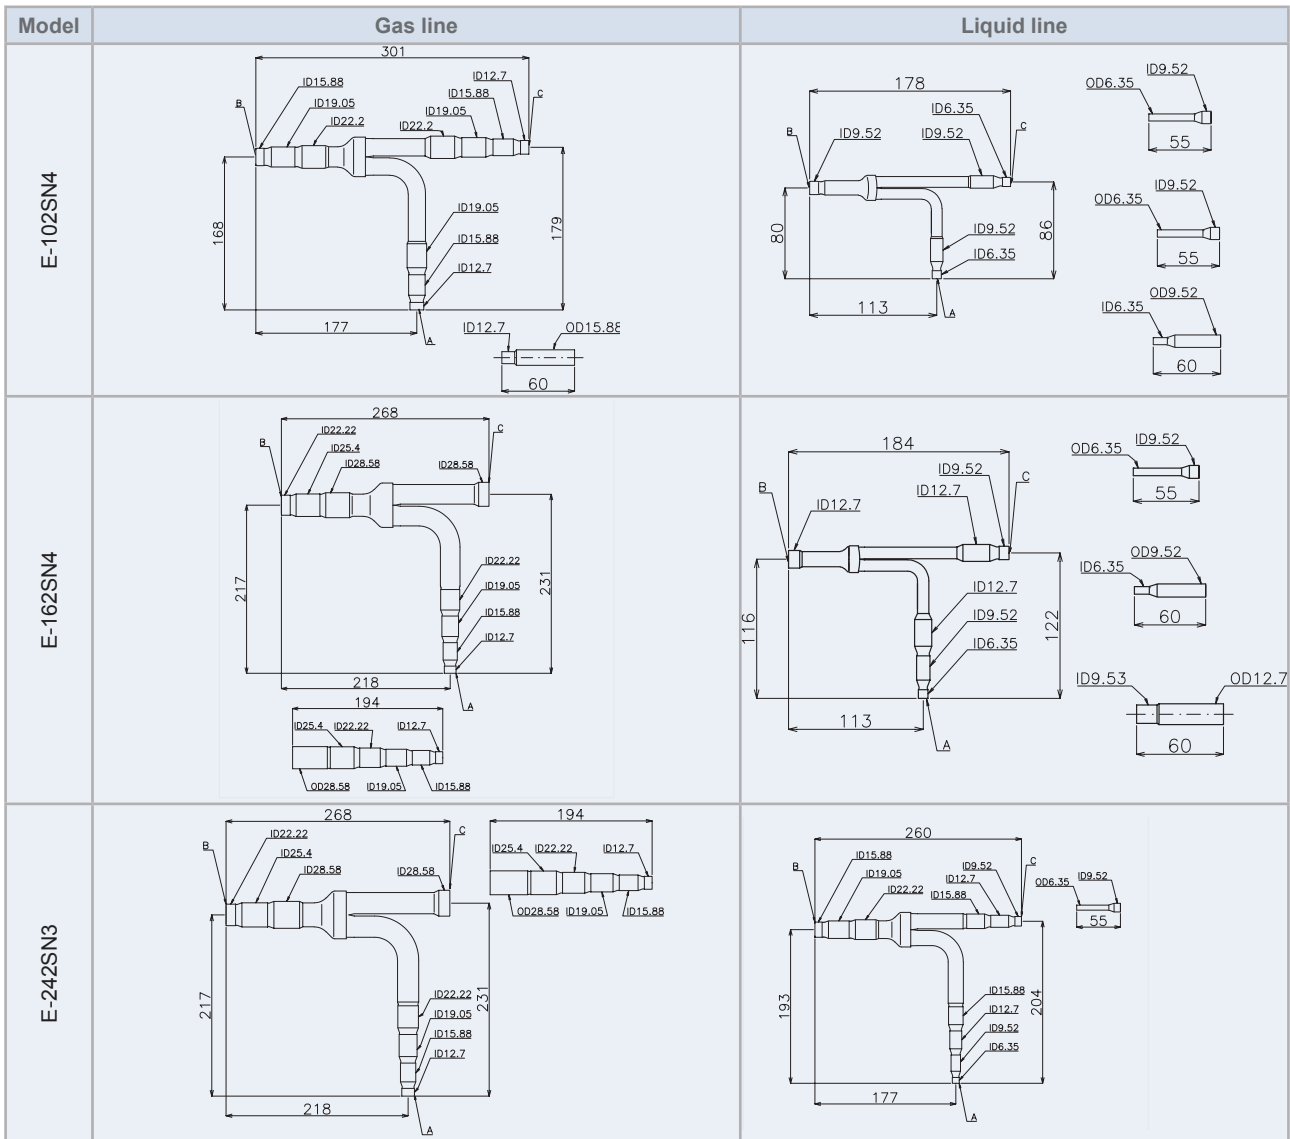 Model Gas line Liquid line
E-102SN4
301
ID15.88 ID12.7
B ID19.05 ID15.88 C
ID22.2 ID22.2 ID19.05
168 179
ID19.05
ID15.88
ID12.7
177 A
ID12.7 OD15.88
60
178
B ID9.52 ID9.52 ID6.35 C
80 86
ID9.52
ID6.35
113 A
OD6.35 ID9.52
55
OD6.35 ID9.52
55
ID6.35 OD9.52
60
E-162SN4
268
B ID22.22 C
ID25.4
ID28.58 ID28.58
217 231
ID22.22
ID19.05
ID15.88
ID12.7
218 A
194
ID25.4 ID22.22 ID12.7
OD28.58 ID19.05 ID15.88
184
B ID12.7 ID12.7 ID9.52 C
116 122
ID12.7
ID9.52
ID6.35
113 A
OD6.35 ID9.52
55
ID6.35 OD9.52
60
ID9.53 OD12.7
60
E-242SN3
268
B ID22.22 C
ID25.4
ID28.58 ID28.58
217 231
ID22.22
ID19.05
ID15.88
ID12.7
218 A
194
ID25.4 ID22.22 ID12.7
OD28.58 ID19.05 ID15.88
260
B ID15.88 ID9.52 C
ID19.05 ID12.7
ID22.22 ID15.88
193 204
ID15.88
ID12.7
ID9.52
ID6.35
177 A
OD6.35 ID9.52
55